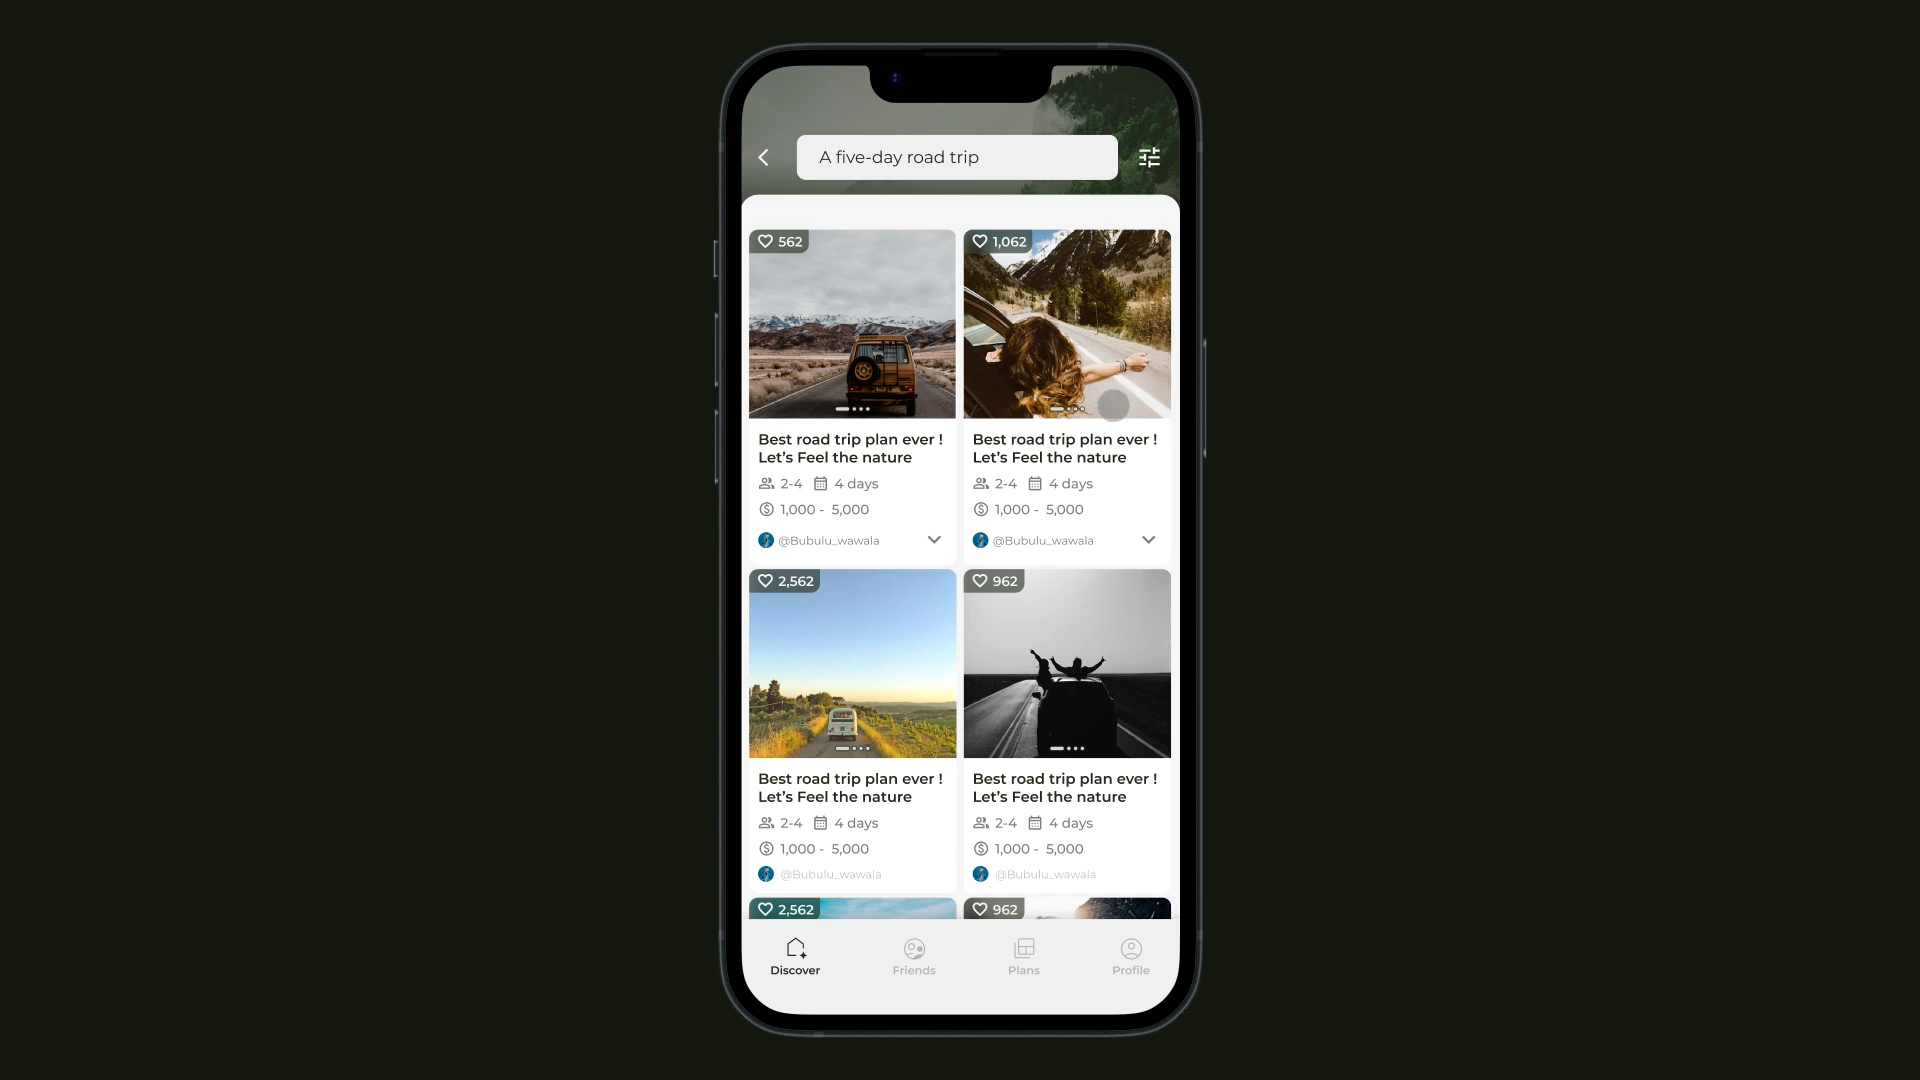 A five-day road trip
562
1,062
Best road trip plan ever !
Let's Feel the nature
2-4 4 days
1,000 - 5,000
@Bubulu_wawala
Best road trip plan ever !
Let's Feel the nature
2-4 4 days
1,000 - 5,000
@Bubulu_wawala
2,562
962
Best road trip plan ever !
Let's Feel the nature
2-4 4 days
1,000 - 5,000
@Bubulu_wawala
Best road trip plan ever !
Let's Feel the nature
2-4 4 days
1,000 - 5,000
@Bubulu_wawala
2,562
962
Discover
Friends
Plans
Profile